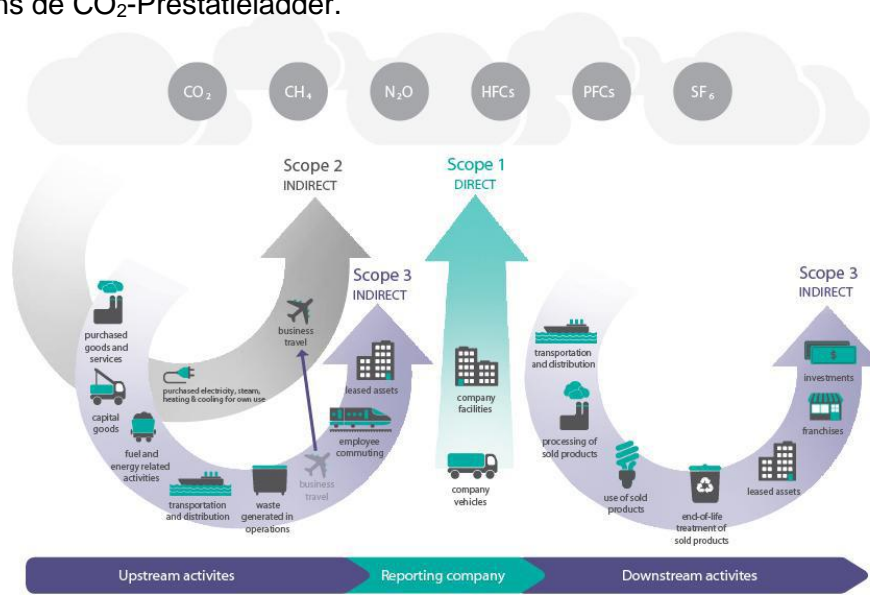 ns de CO₂-Prestatieladder.
CO₂
CH₄
N₂O
HFCs
PFCs
SF₆
Scope 2
INDIRECT
Scope 1
DIRECT
Scope 3
INDIRECT
Scope 3
INDIRECT
purchased
goods and
services
capital
goods
fuel and
energy related
activities
purchased electricity, steam,
heating & cooling for own use
transportation
and distribution
waste
generated in
operations
business
travel
business
travel
employee
commuting
leased assets
company
facilities
company
vehicles
transportation
and distribution
processing of
sold products
use of sold
products
end-of-life
treatment of
sold products
leased assets
franchises
investments
$
Upstream activites
Reporting company
Downstream activites